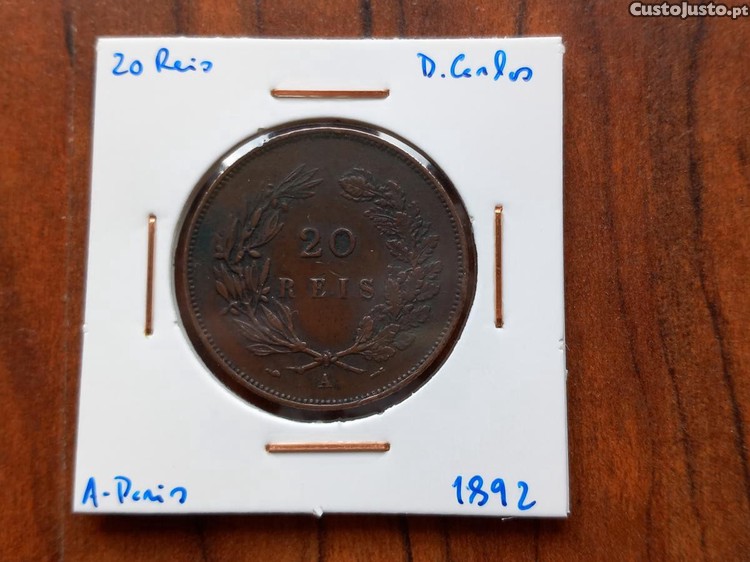 CustoJusto.pt
20 Reis
D. Carlos
20
REIS
A
A-Paris
1892